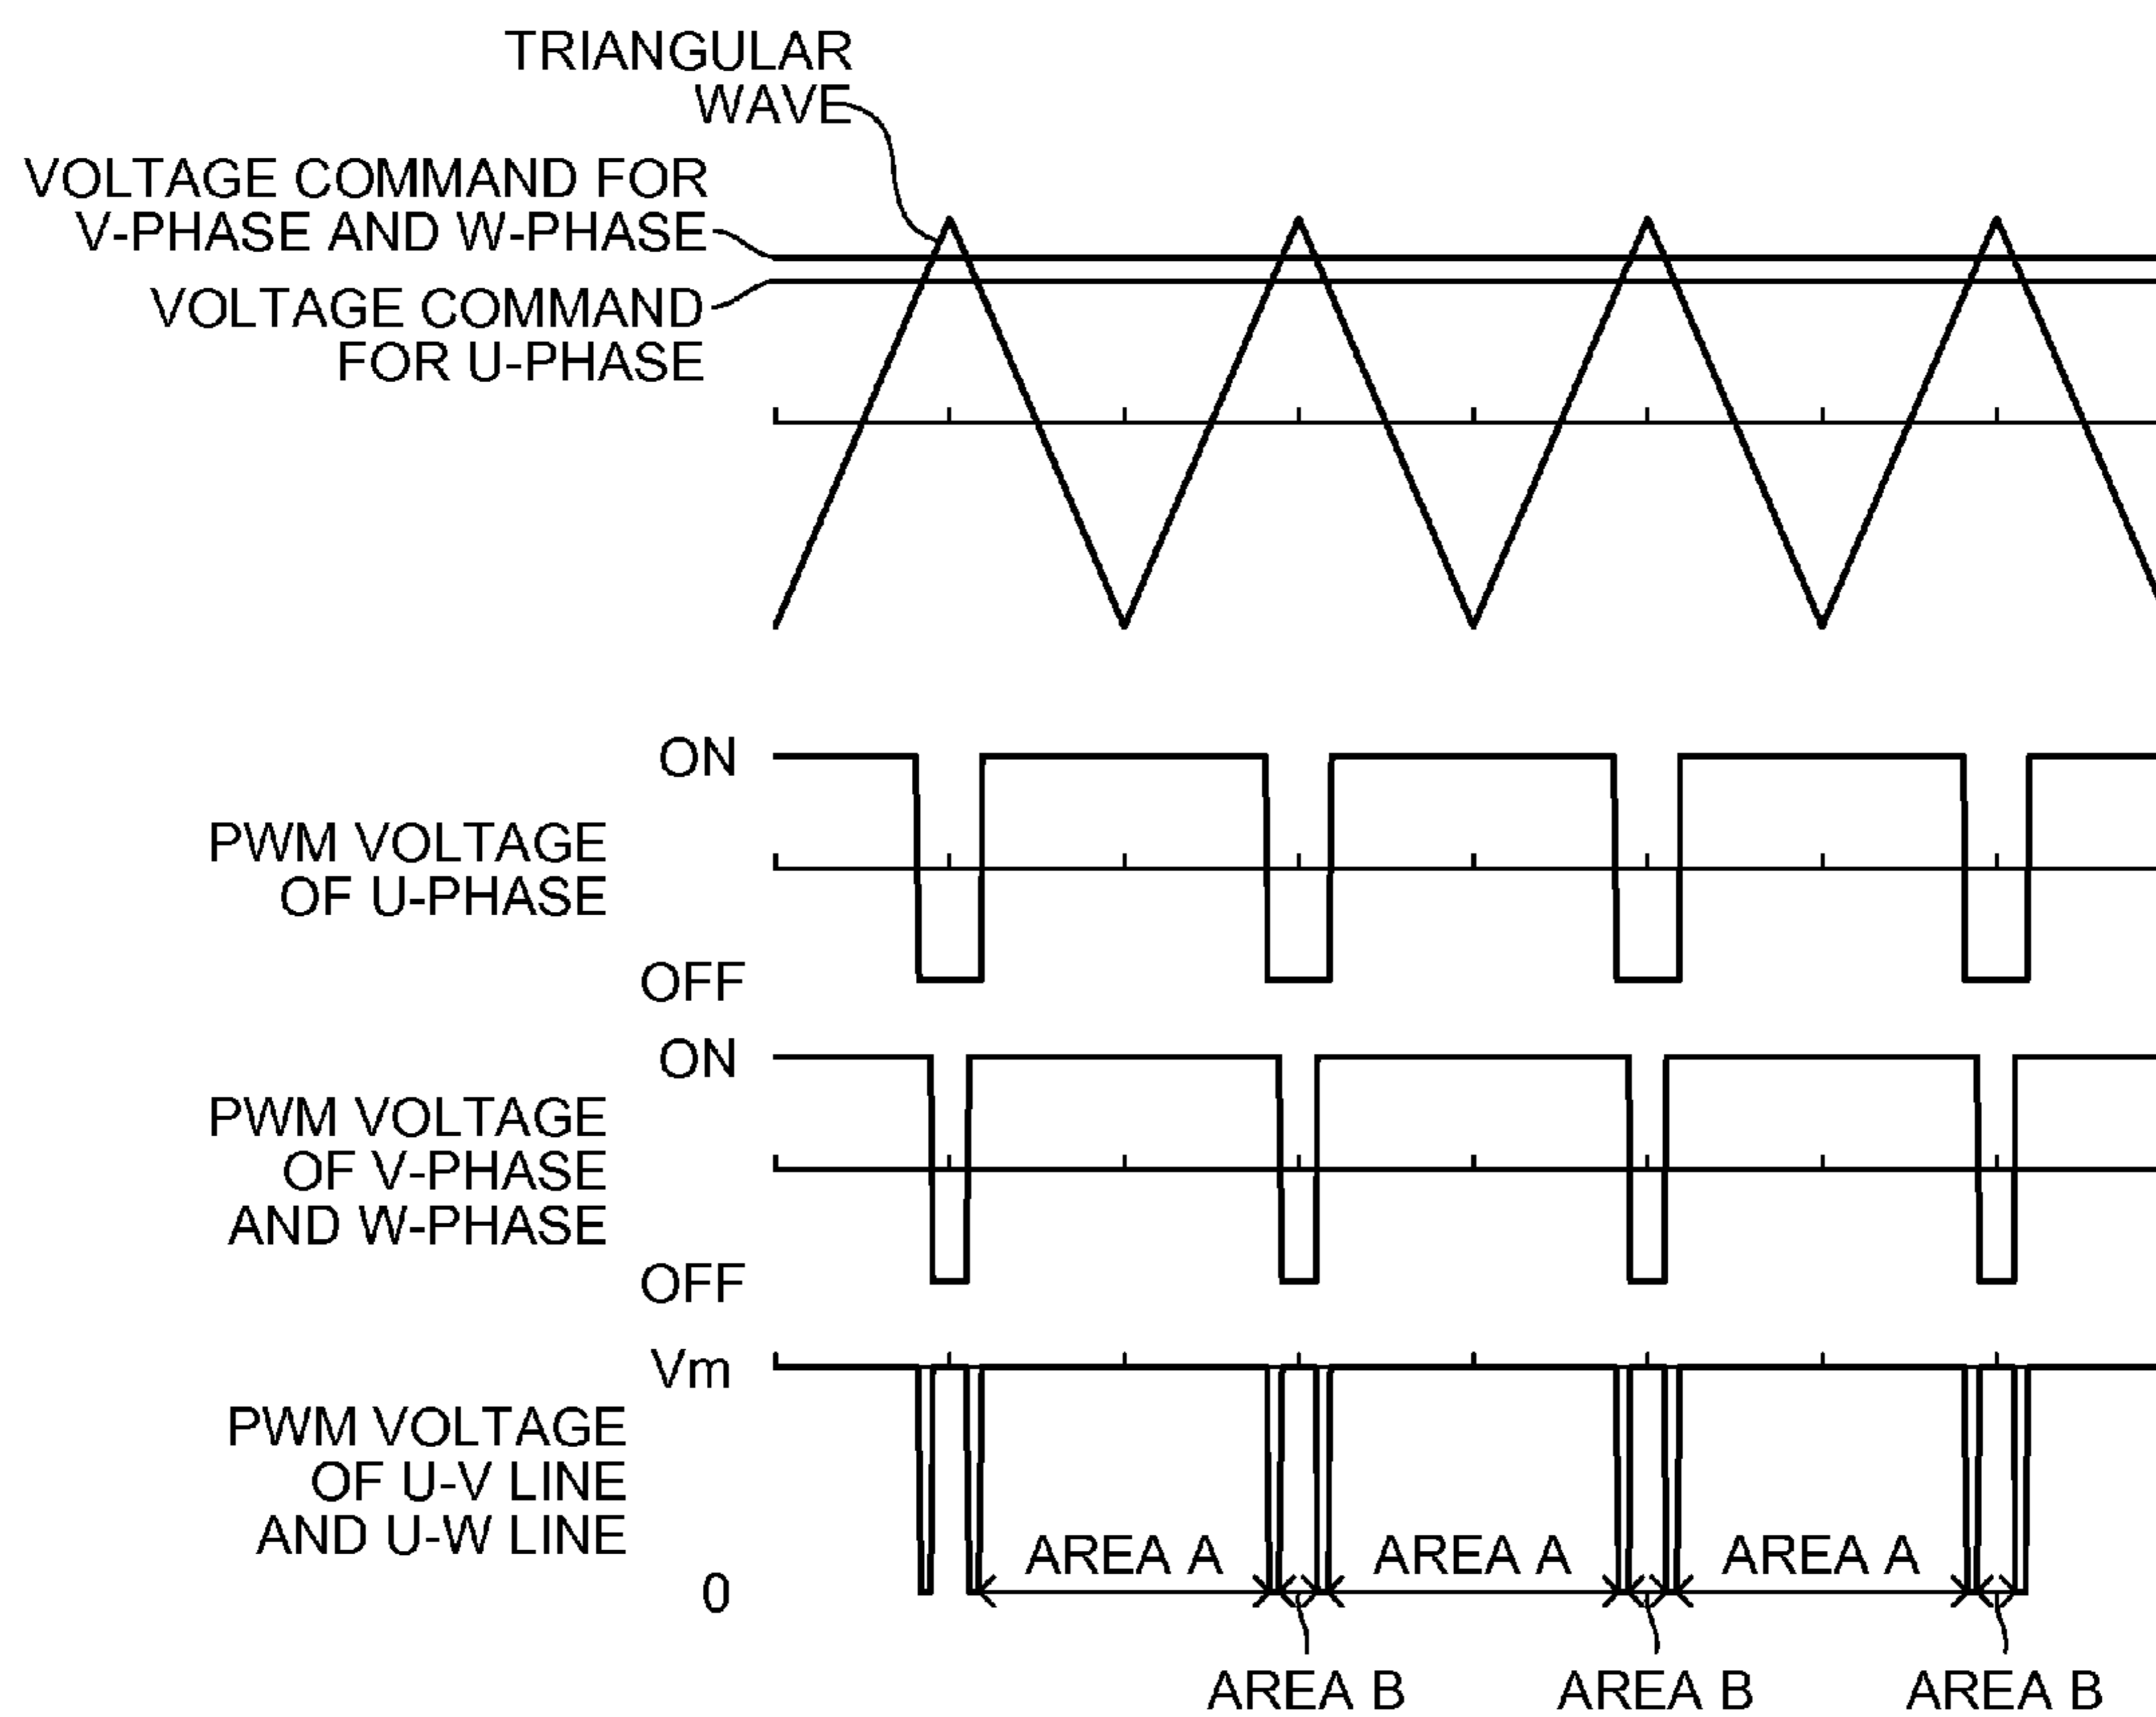 TRIANGULAR
WAVE
VOLTAGE COMMAND FOR
V-PHASE AND W-PHASE
VOLTAGE COMMAND
FOR U-PHASE
ON
PWM VOLTAGE
OF U-PHASE
OFF
ON
PWM VOLTAGE
OF V-PHASE
AND W-PHASE
OFF
Vm
PWM VOLTAGE
OF U-V LINE
AND U-W LINE
0
AREA A AREA A AREA A
AREA B AREA B AREA B